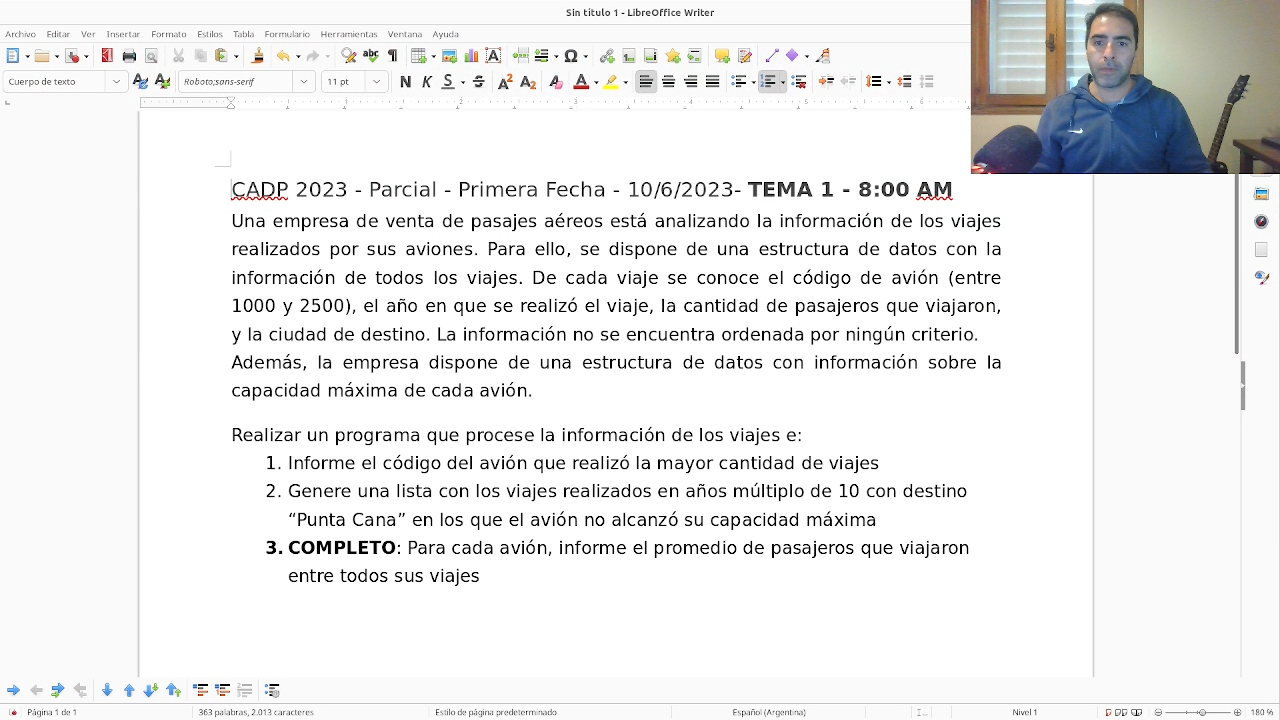 Sin título 1 - LibreOffice Writer
Archivo Editar Ver Insertar Formato Estilos Tabla Formulario Herramientas Ventana Ayuda
Cuerpo de texto Roboto;sans-serif 11 pt N K S S
CADP 2023 - Parcial - Primera Fecha - 10/6/2023- TEMA 1 - 8:00 AM
Una empresa de venta de pasajes aéreos está analizando la información de los viajes
realizados por sus aviones. Para ello, se dispone de una estructura de datos con la
información de todos los viajes. De cada viaje se conoce el código de avión (entre
1000 y 2500), el año en que se realizó el viaje, la cantidad de pasajeros que viajaron,
y la ciudad de destino. La información no se encuentra ordenada por ningún criterio.
Además, la empresa dispone de una estructura de datos con información sobre la
capacidad máxima de cada avión.
Realizar un programa que procese la información de los viajes e:
1. Informe el código del avión que realizó la mayor cantidad de viajes
2. Genere una lista con los viajes realizados en años múltiplo de 10 con destino
“Punta Cana” en los que el avión no alcanzó su capacidad máxima
3. COMPLETO: Para cada avión, informe el promedio de pasajeros que viajaron
entre todos sus viajes
Página 1 de 1 363 palabras, 2.013 caracteres Estilo de página predeterminado Español (Argentina) Nivel 1 180 %